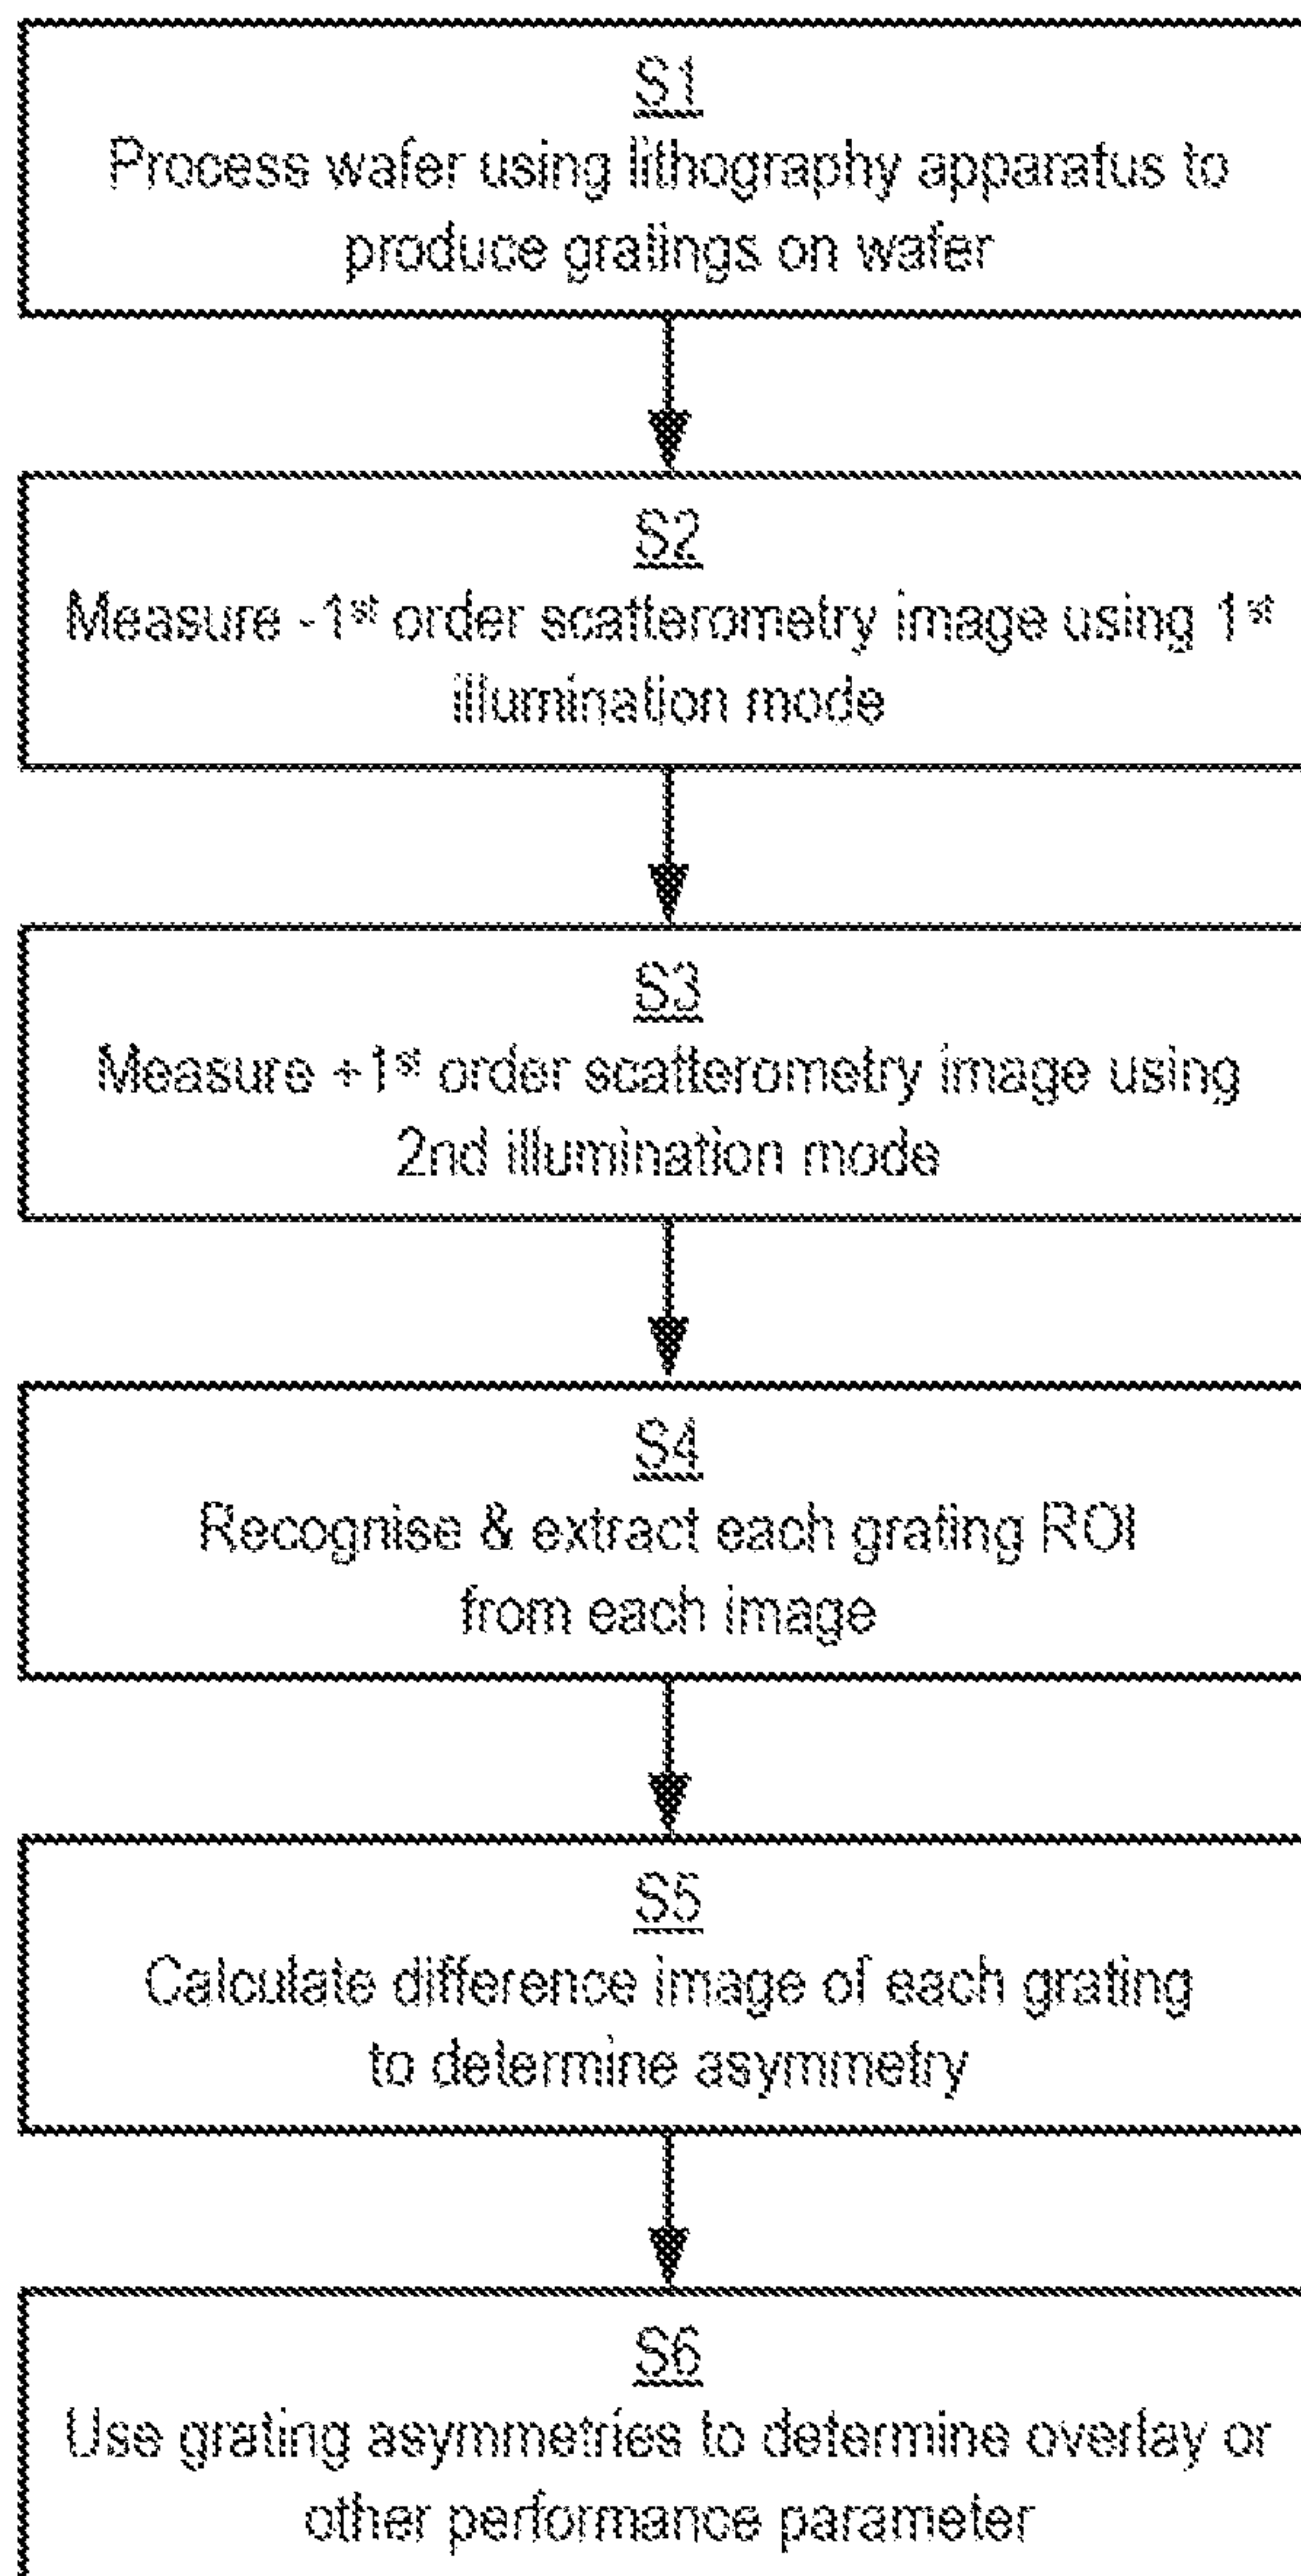 S1
Process wafer using lithography apparatus to
produce gratings on wafer
S2
Measure -1st order scatterometry image using 1st
illumination mode
S3
Measure +1st order scatterometry image using
2nd illumination mode
S4
Recognise & extract each grating ROI
from each image
S5
Calculate difference image of each grating
to determine asymmetry
S6
Use grating asymmetries to determine overlay or
other performance parameter